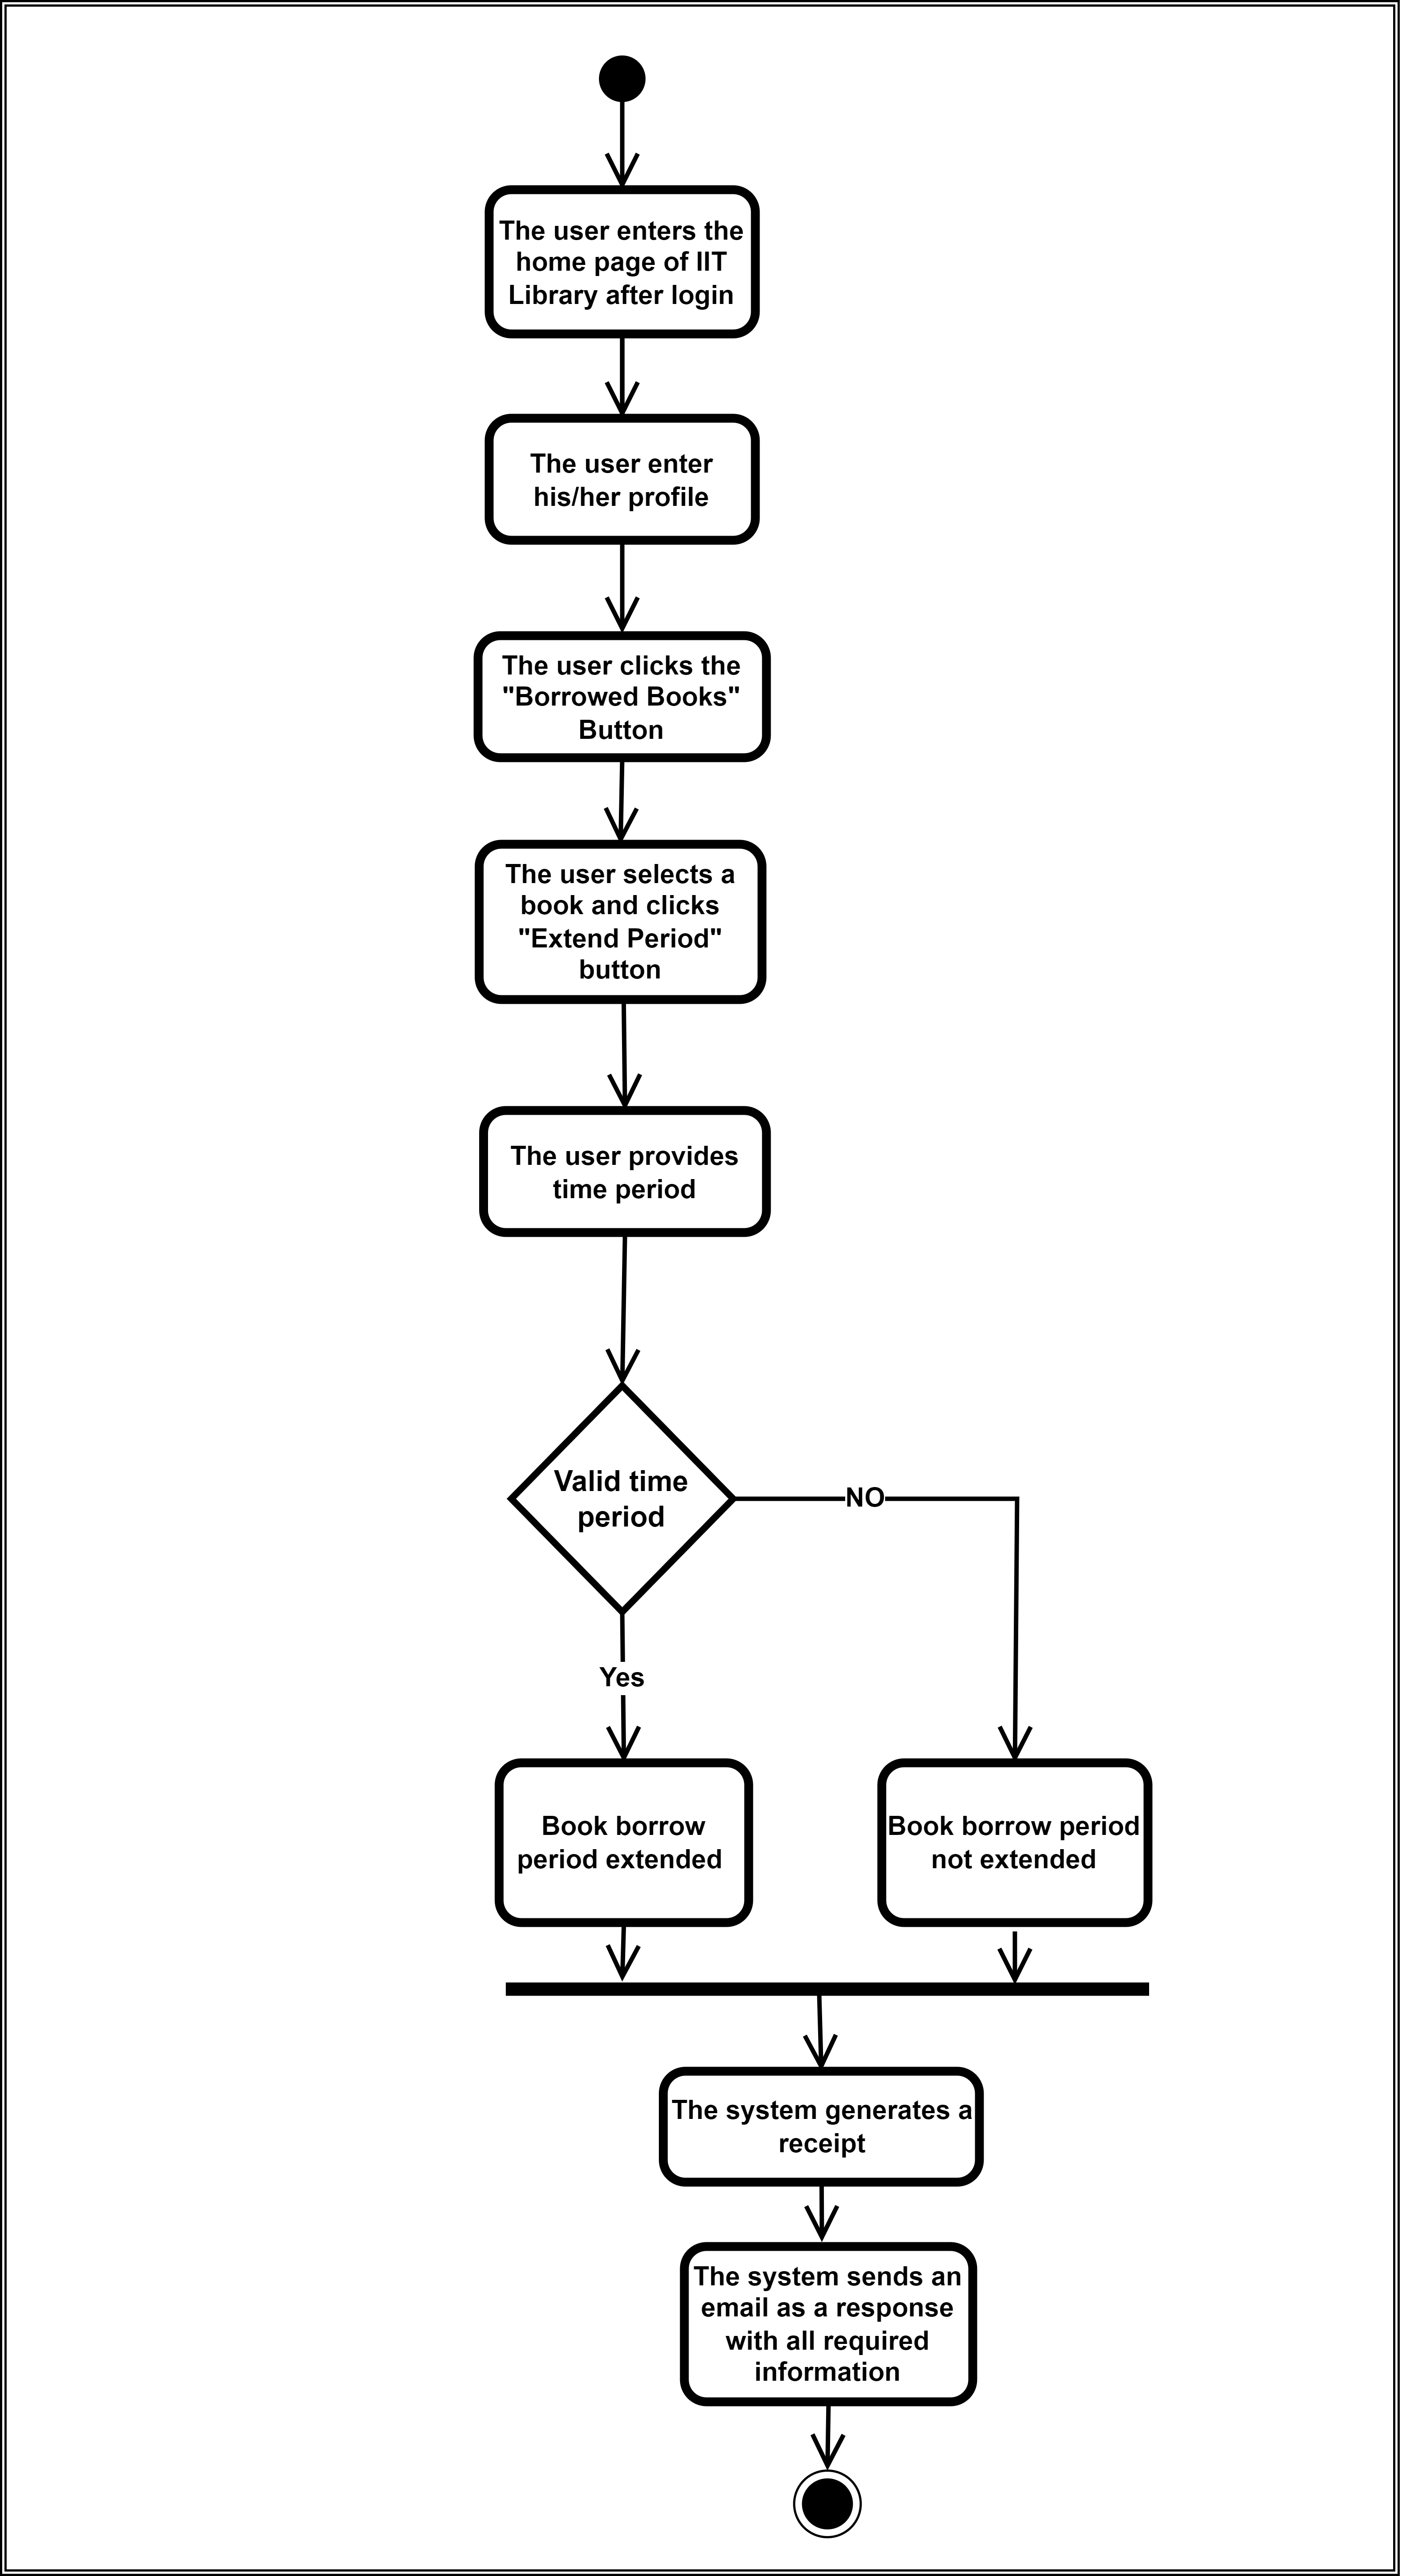 The user enters the
home page of IIT
Library after login
The user enter
his/her profile
The user clicks the
"Borrowed Books"
Button
The user selects a
book and clicks
"Extend Period"
button
The user provides
time period
Valid time
period
NO
Yes
Book borrow
period extended
Book borrow period
not extended
The system generates a
receipt
The system sends an
email as a response
with all required
information